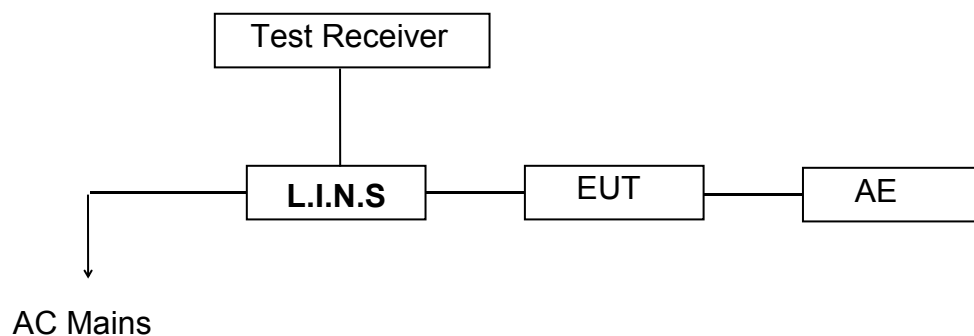 Test Receiver
L.I.N.S
EUT
AE
AC Mains